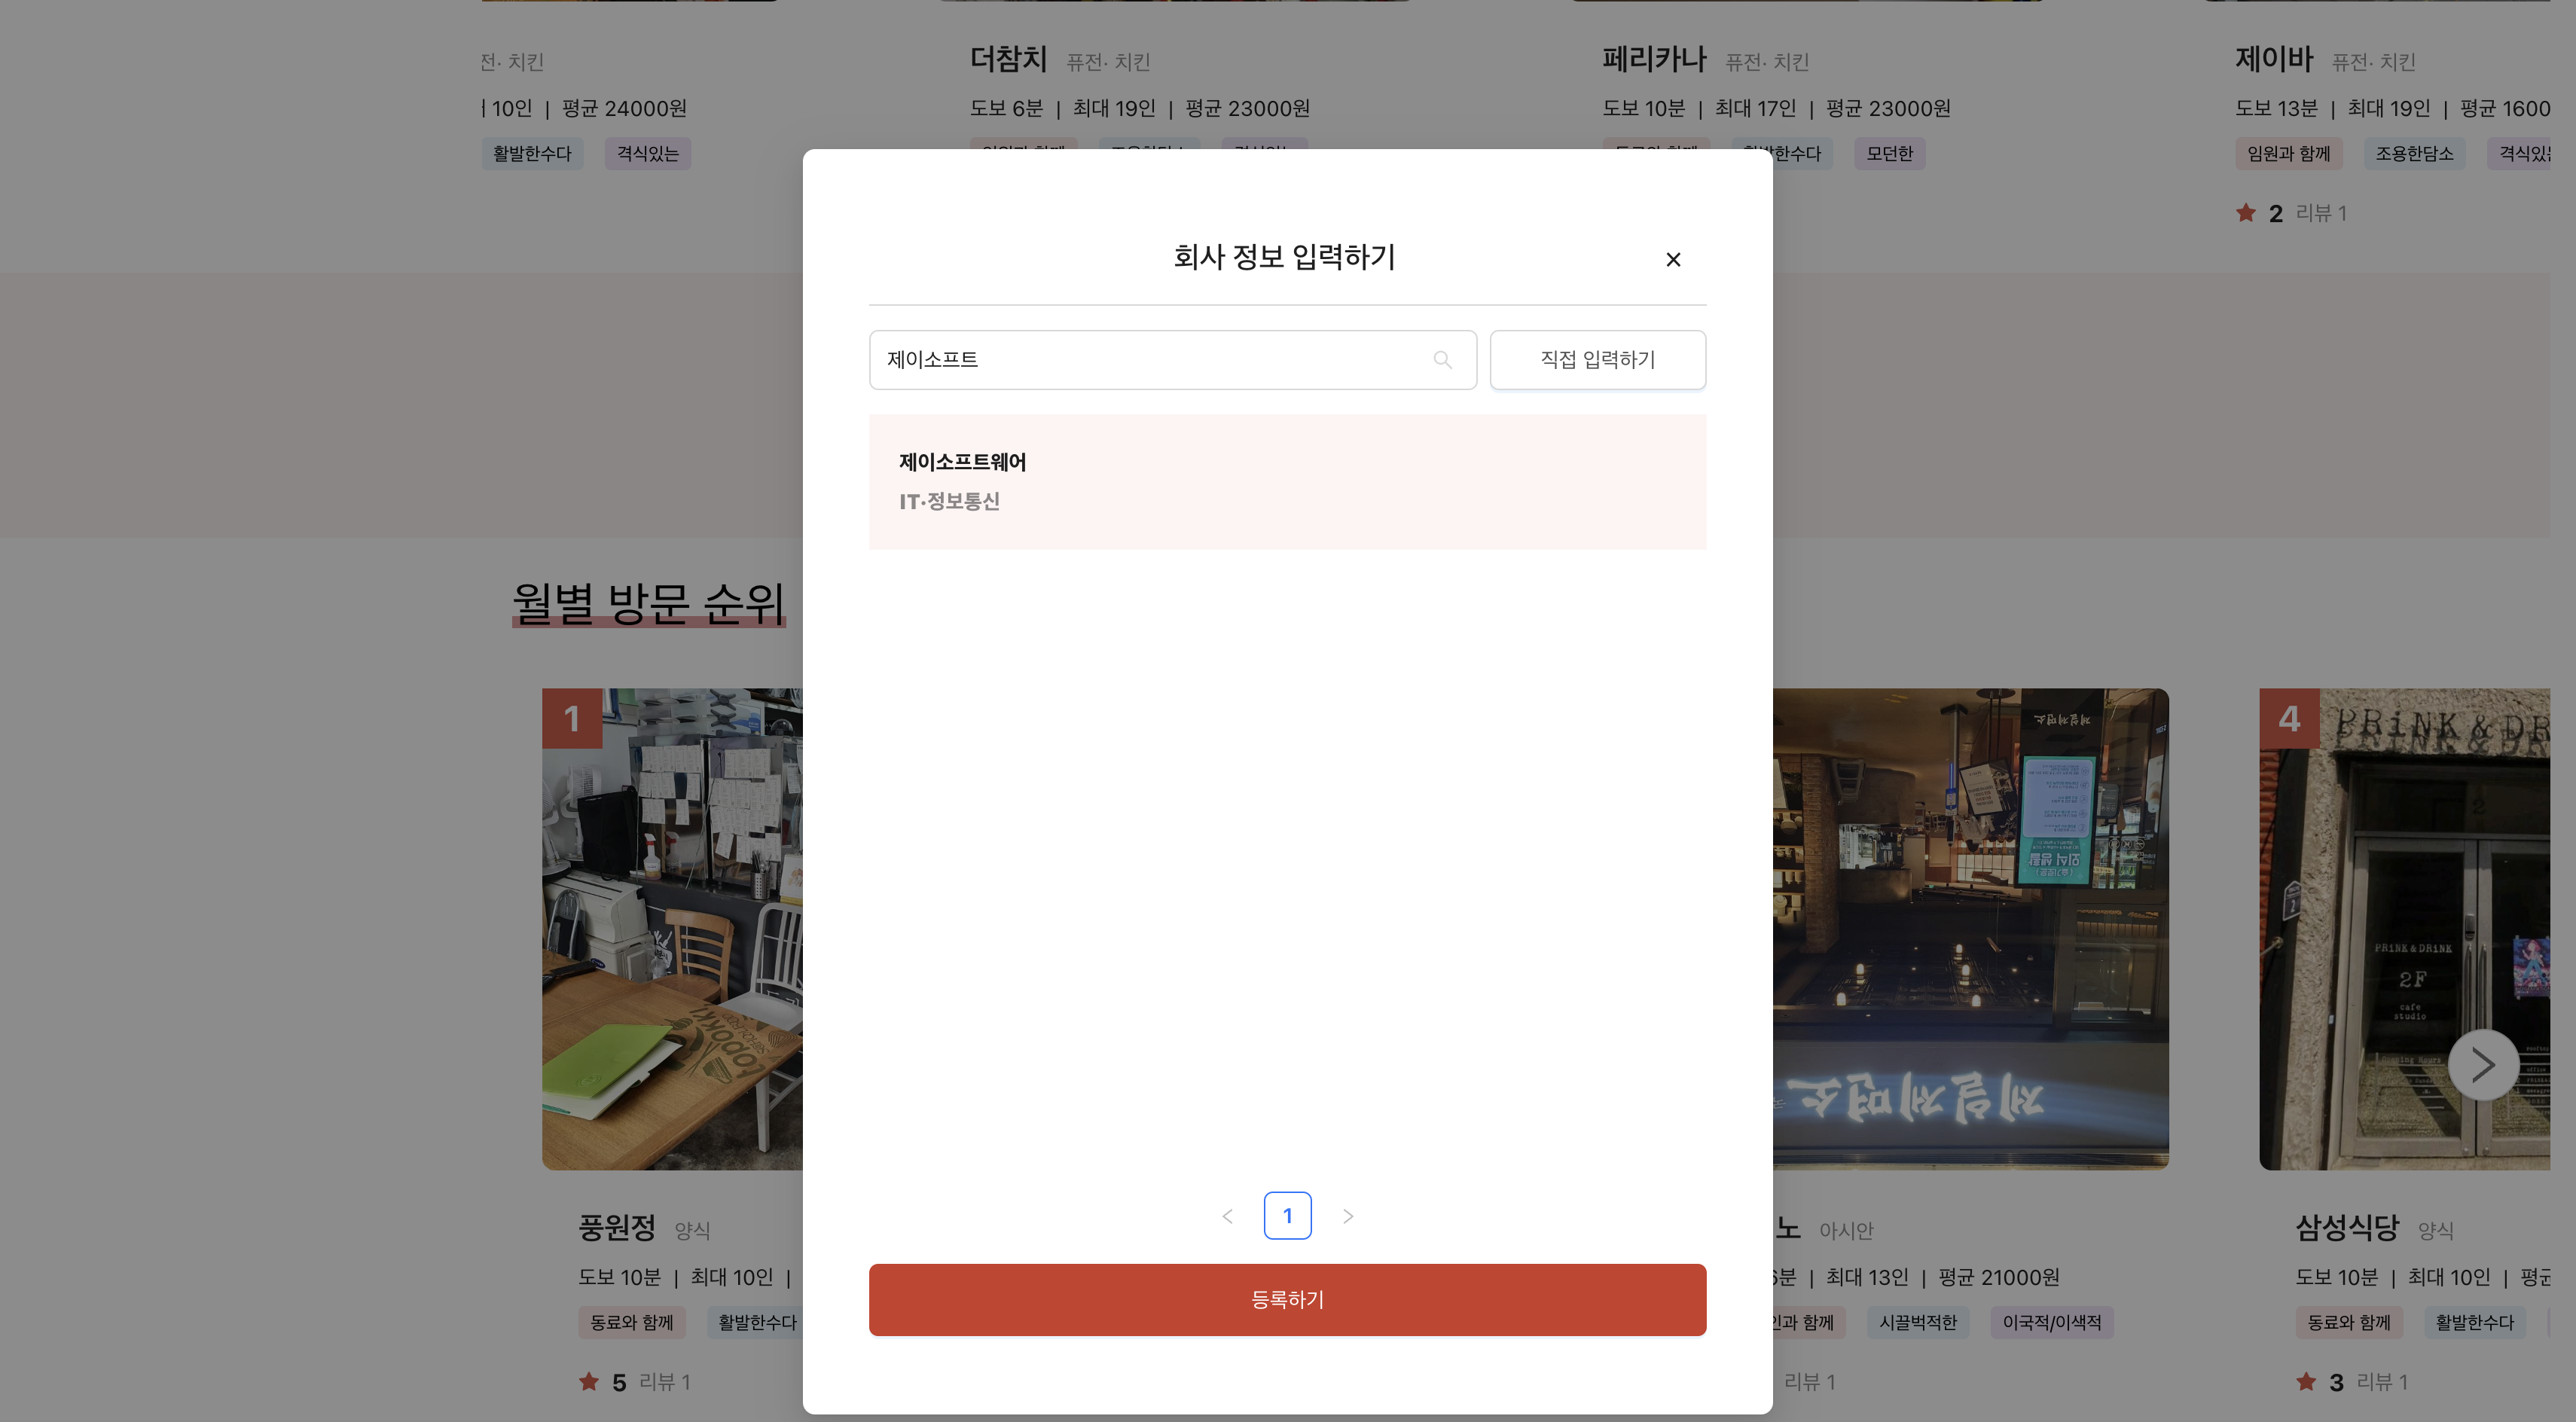 전· 치킨
10인 | 평균 24000원
활발한수다 격식있는
더참치 퓨전· 치킨
도보 6분 | 최대 19인 | 평균 23000원
페리카나 퓨전· 치킨
도보 10분 | 최대 17인 | 평균 23000원
한수다 모던한
제이바 퓨전· 치킨
도보 13분 | 최대 19인 | 평균 1600
임원과 함께 조용한담소 격식있
2 리뷰 1
회사 정보 입력하기
×
제이소프트
직접 입력하기
제이소프트웨어
IT·정보통신
1
등록하기
월별 방문 순위
1
풍원정 양식
도보 10분 | 최대 10인 |
동료와 함께 활발한수다
5 리뷰 1
제일제면소
노 아시안
분 | 최대 13인 | 평균 21000원
과 함께 시끌벅적한 이국적/이색적
리뷰 1
4
PRiNK & DR
PRiNK & DRiNK
2F
cafe
studio
삼성식당 양식
도보 10분 | 최대 10인 | 평
동료와 함께 활발한수다
3 리뷰 1